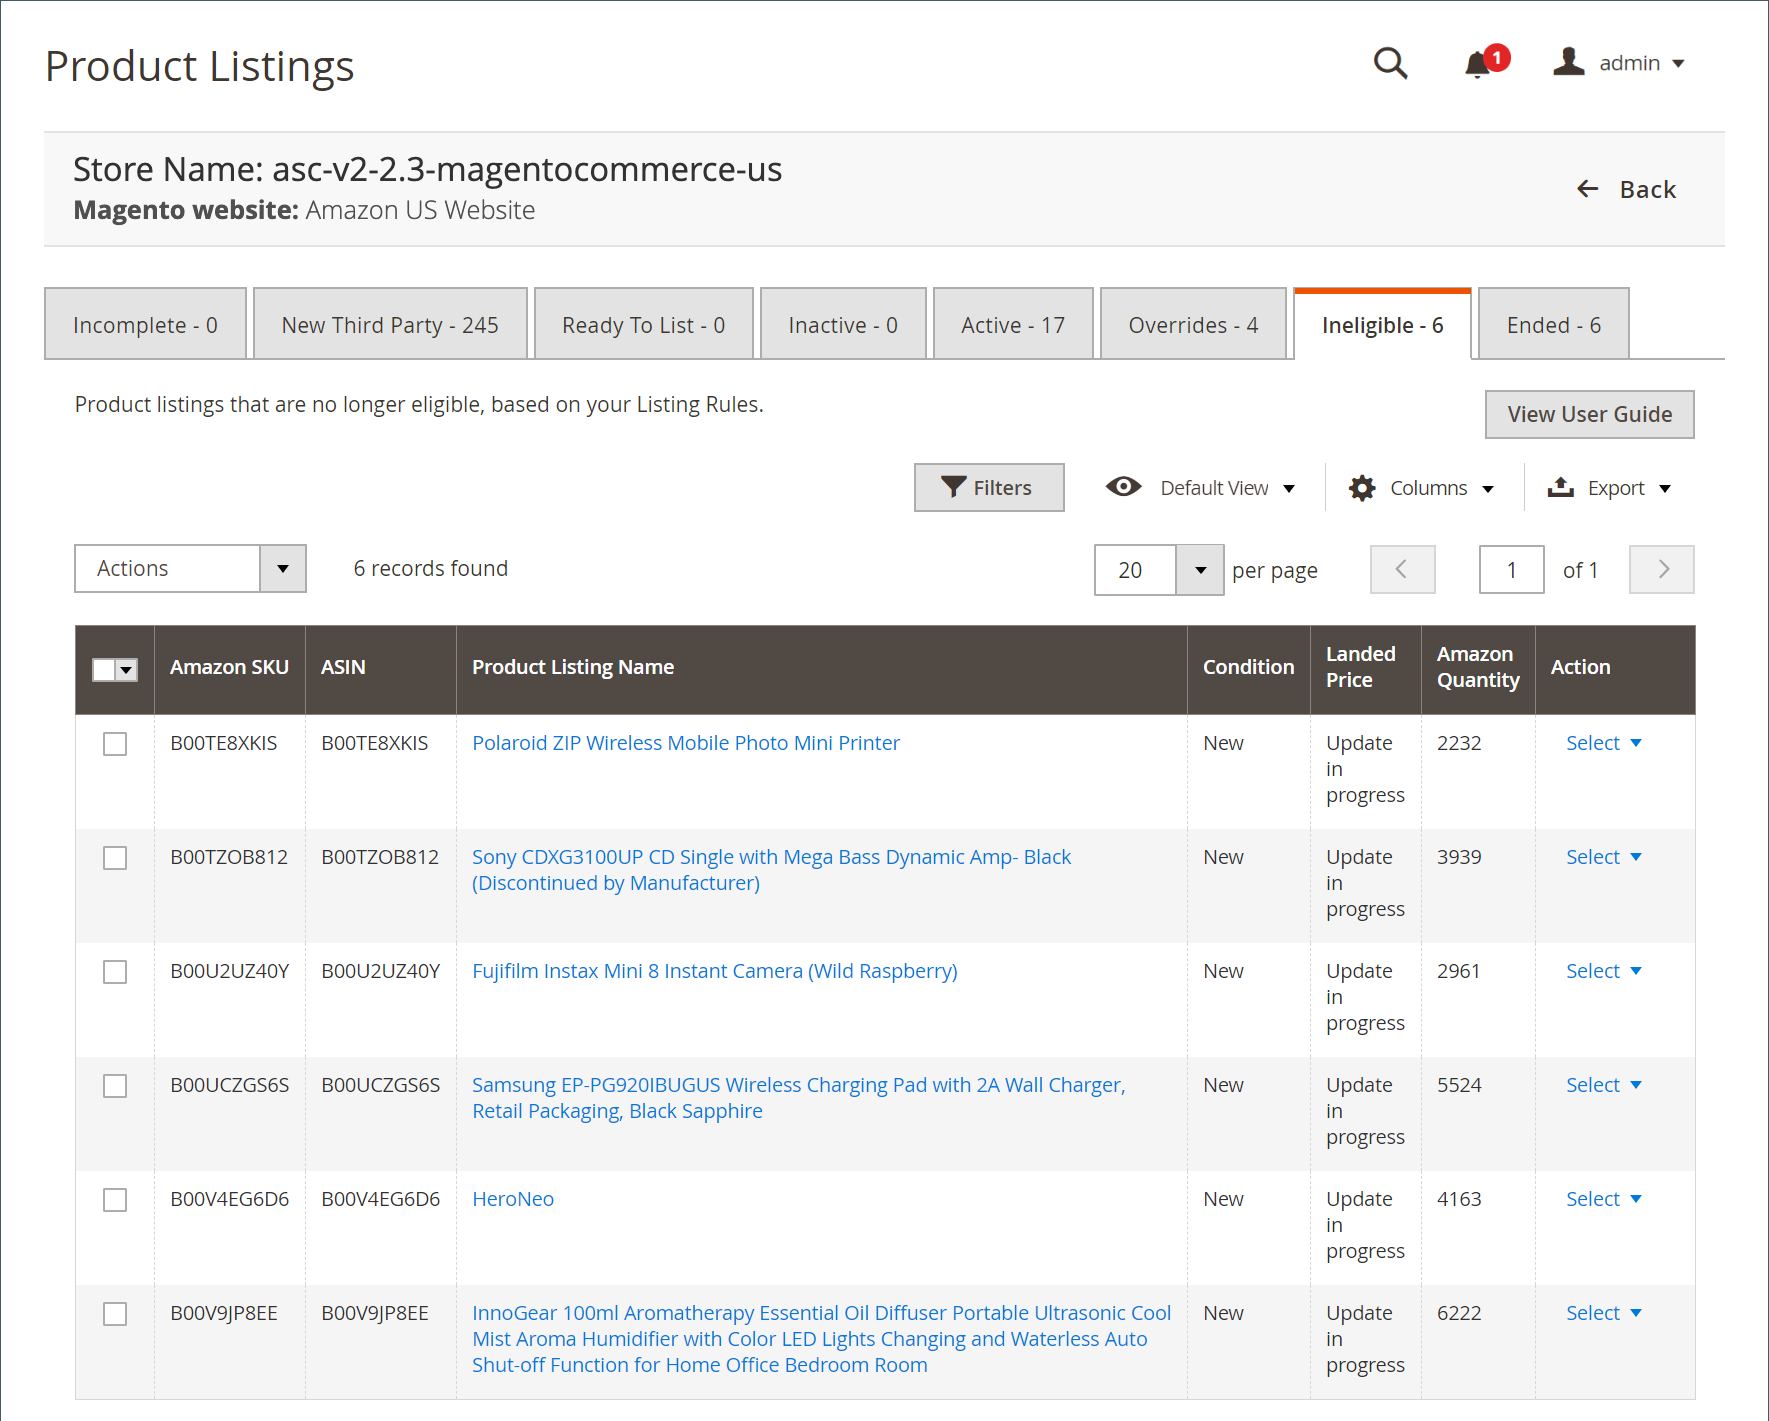 Product Listings
1
admin
Store Name: asc-v2-2.3-magentocommerce-us
Magento website: Amazon US Website
Back
Incomplete - 0
New Third Party - 245
Ready To List - 0
Inactive - 0
Active - 17
Overrides - 4
Ineligible - 6
Ended - 6
Product listings that are no longer eligible, based on your Listing Rules.
View User Guide
Filters
Default View
Columns
Export
Actions
6 records found
20
per page
1
of 1
Amazon SKU
ASIN
Product Listing Name
Condition
Landed
Price
Amazon
Quantity
Action
B00TE8XKIS
B00TE8XKIS
Polaroid ZIP Wireless Mobile Photo Mini Printer
New
Update
in
progress
2232
Select
B00TZOB812
B00TZOB812
Sony CDXG3100UP CD Single with Mega Bass Dynamic Amp- Black
(Discontinued by Manufacturer)
New
Update
in
progress
3939
Select
B00U2UZ40Y
B00U2UZ40Y
Fujifilm Instax Mini 8 Instant Camera (Wild Raspberry)
New
Update
in
progress
2961
Select
B00UCZGS6S
B00UCZGS6S
Samsung EP-PG920IBUGUS Wireless Charging Pad with 2A Wall Charger,
Retail Packaging, Black Sapphire
New
Update
in
progress
5524
Select
B00V4EG6D6
B00V4EG6D6
HeroNeo
New
Update
in
progress
4163
Select
B00V9JP8EE
B00V9JP8EE
InnoGear 100ml Aromatherapy Essential Oil Diffuser Portable Ultrasonic Cool
Mist Aroma Humidifier with Color LED Lights Changing and Waterless Auto
Shut-off Function for Home Office Bedroom Room
New
Update
in
progress
6222
Select